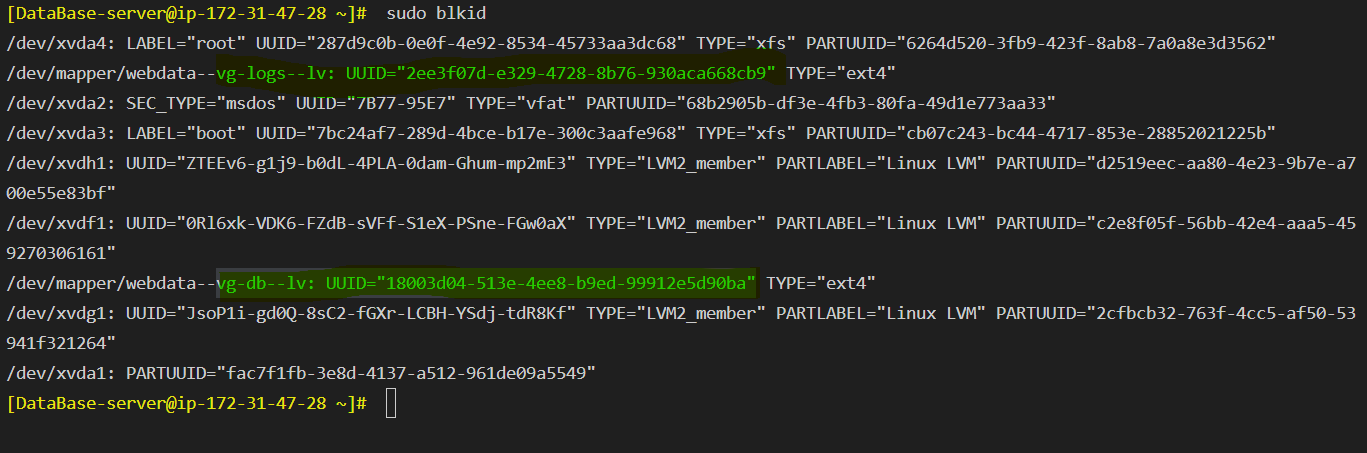 [DataBase-server@ip-172-31-47-28 ~]# sudo blkid
/dev/xvda4: LABEL="root" UUID="287d9c0b-0e0f-4e92-8534-45733aa3dc68" TYPE="xfs" PARTUUID="6264d520-3fb9-423f-8ab8-7a0a8e3d3562"
/dev/mapper/webdata--vg-logs--lv: UUID="2ee3f07d-e329-4728-8b76-930aca668cb9" TYPE="ext4"
/dev/xvda2: SEC_TYPE="msdos" UUID="7B77-95E7" TYPE="vfat" PARTUUID="68b2905b-df3e-4fb3-80fa-49d1e773aa33"
/dev/xvda3: LABEL="boot" UUID="7bc24af7-289d-4bce-b17e-300c3aafe968" TYPE="xfs" PARTUUID="cb07c243-bc44-4717-853e-28852021225b"
/dev/xvdh1: UUID="ZTEEv6-g1j9-b0dL-4PLA-0dam-Ghum-mp2mE3" TYPE="LVM2_member" PARTLABEL="Linux LVM" PARTUUID="d2519eec-aa80-4e23-9b7e-a7
00e55e83bf"
/dev/xvdf1: UUID="0Rl6xk-VDK6-FZdB-sVFf-S1eX-PSne-FGw0aX" TYPE="LVM2_member" PARTLABEL="Linux LVM" PARTUUID="c2e8f05f-56bb-42e4-aaa5-45
9270306161"
/dev/mapper/webdata--vg-db--lv: UUID="18003d04-513e-4ee8-b9ed-99912e5d90ba" TYPE="ext4"
/dev/xvdg1: UUID="JsoP1i-gd0Q-8sC2-fGXr-LCBH-YSdj-tdR8Kf" TYPE="LVM2_member" PARTLABEL="Linux LVM" PARTUUID="2cfbcb32-763f-4cc5-af50-53
941f321264"
/dev/xvda1: PARTUUID="fac7f1fb-3e8d-4137-a512-961de09a5549"
[DataBase-server@ip-172-31-47-28 ~]#